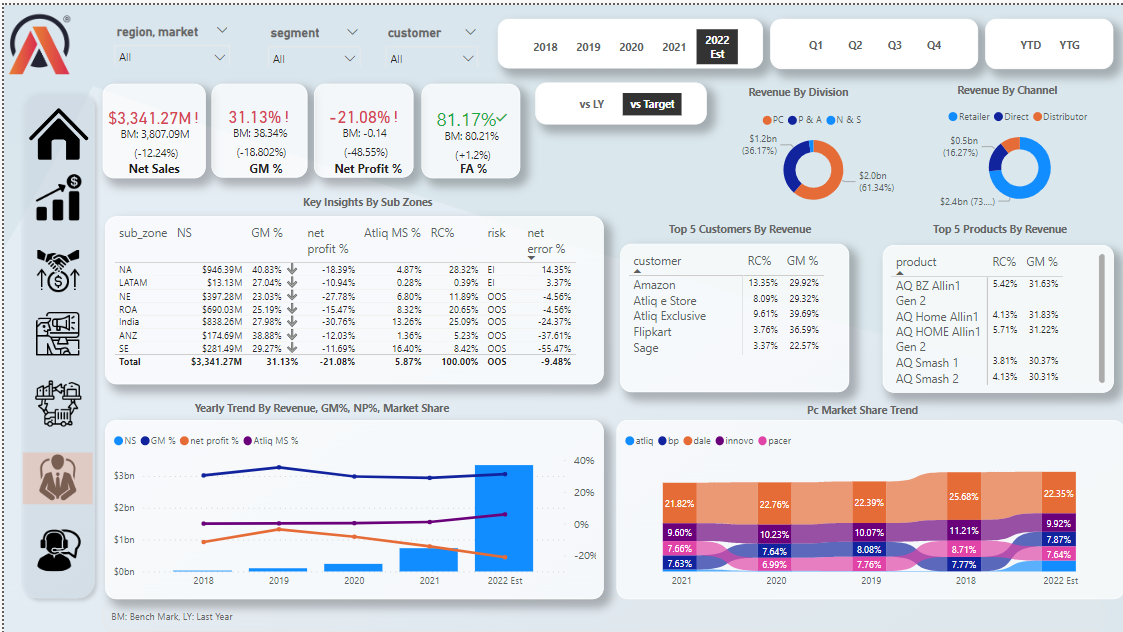 ®
region, market
segment
customer
All
All
All
2018 2019 2020 2021 2022 Est
Q1 Q2 Q3 Q4
YTD YTG
vs LY vs Target
$3,341.27M!
BM: 3,807.09M
(-12.24%)
Net Sales
31.13% !
BM: 38.34%
(-18.802%)
GM %
-21.08% !
BM: -0.14
(-48.55%)
Net Profit %
81.17%✓
BM: 80.21%
(+1.2%)
FA %
Revenue By Division
PC P & A N & S
$1.2bn
(36.17%)
$2.0bn
(61.34%)
Revenue By Channel
Retailer Direct Distributor
$0.5bn
(16.27%)
$2.4bn (73....)
Key Insights By Sub Zones
sub_zone NS GM % net profit % Atliq MS % RC% risk net error %
NA $946.39M 40.83% -18.39% 4.87% 28.32% EI 14.35%
LATAM $13.13M 27.04% -10.94% 0.28% 0.39% EI 3.37%
NE $397.28M 23.03% -27.78% 6.80% 11.89% OOS -4.56%
ROA $690.03M 25.19% -15.47% 8.32% 20.65% OOS -4.56%
India $838.26M 27.98% -30.76% 13.26% 25.09% OOS -24.37%
ANZ $174.69M 38.88% -12.03% 1.36% 5.23% OOS -37.61%
SE $281.49M 29.27% -11.69% 16.40% 8.42% OOS -55.47%
Total $3,341.27M 31.13% -21.08% 5.87% 100.00% OOS -9.48%
Top 5 Customers By Revenue
customer RC% GM %
Amazon 13.35% 29.92%
Atliq e Store 8.09% 29.32%
Atliq Exclusive 9.61% 39.69%
Flipkart 3.76% 36.59%
Sage 3.37% 22.57%
Top 5 Products By Revenue
product RC% GM %
AQ BZ Allin1 5.42% 31.63%
Gen 2
AQ Home Allin1 4.13% 31.83%
AQ HOME Allin1 5.71% 31.22%
Gen 2
AQ Smash 1 3.81% 30.37%
AQ Smash 2 4.13% 30.31%
Yearly Trend By Revenue, GM%, NP%, Market Share
NS GM % net profit % Atliq MS %
$3bn
$2bn
$1bn
$0bn
40%
20%
0%
-20%
2018 2019 2020 2021 2022 Est
Pc Market Share Trend
atliq bp dale innovo pacer
21.82% 22.76% 22.39% 25.68% 22.35%
9.60% 10.23% 10.07% 11.21% 9.92%
7.66% 7.64% 8.08% 8.71% 7.87%
7.63% 6.99% 7.76% 7.77% 7.64%
2021 2020 2019 2018 2022 Est
BM: Bench Mark, LY: Last Year